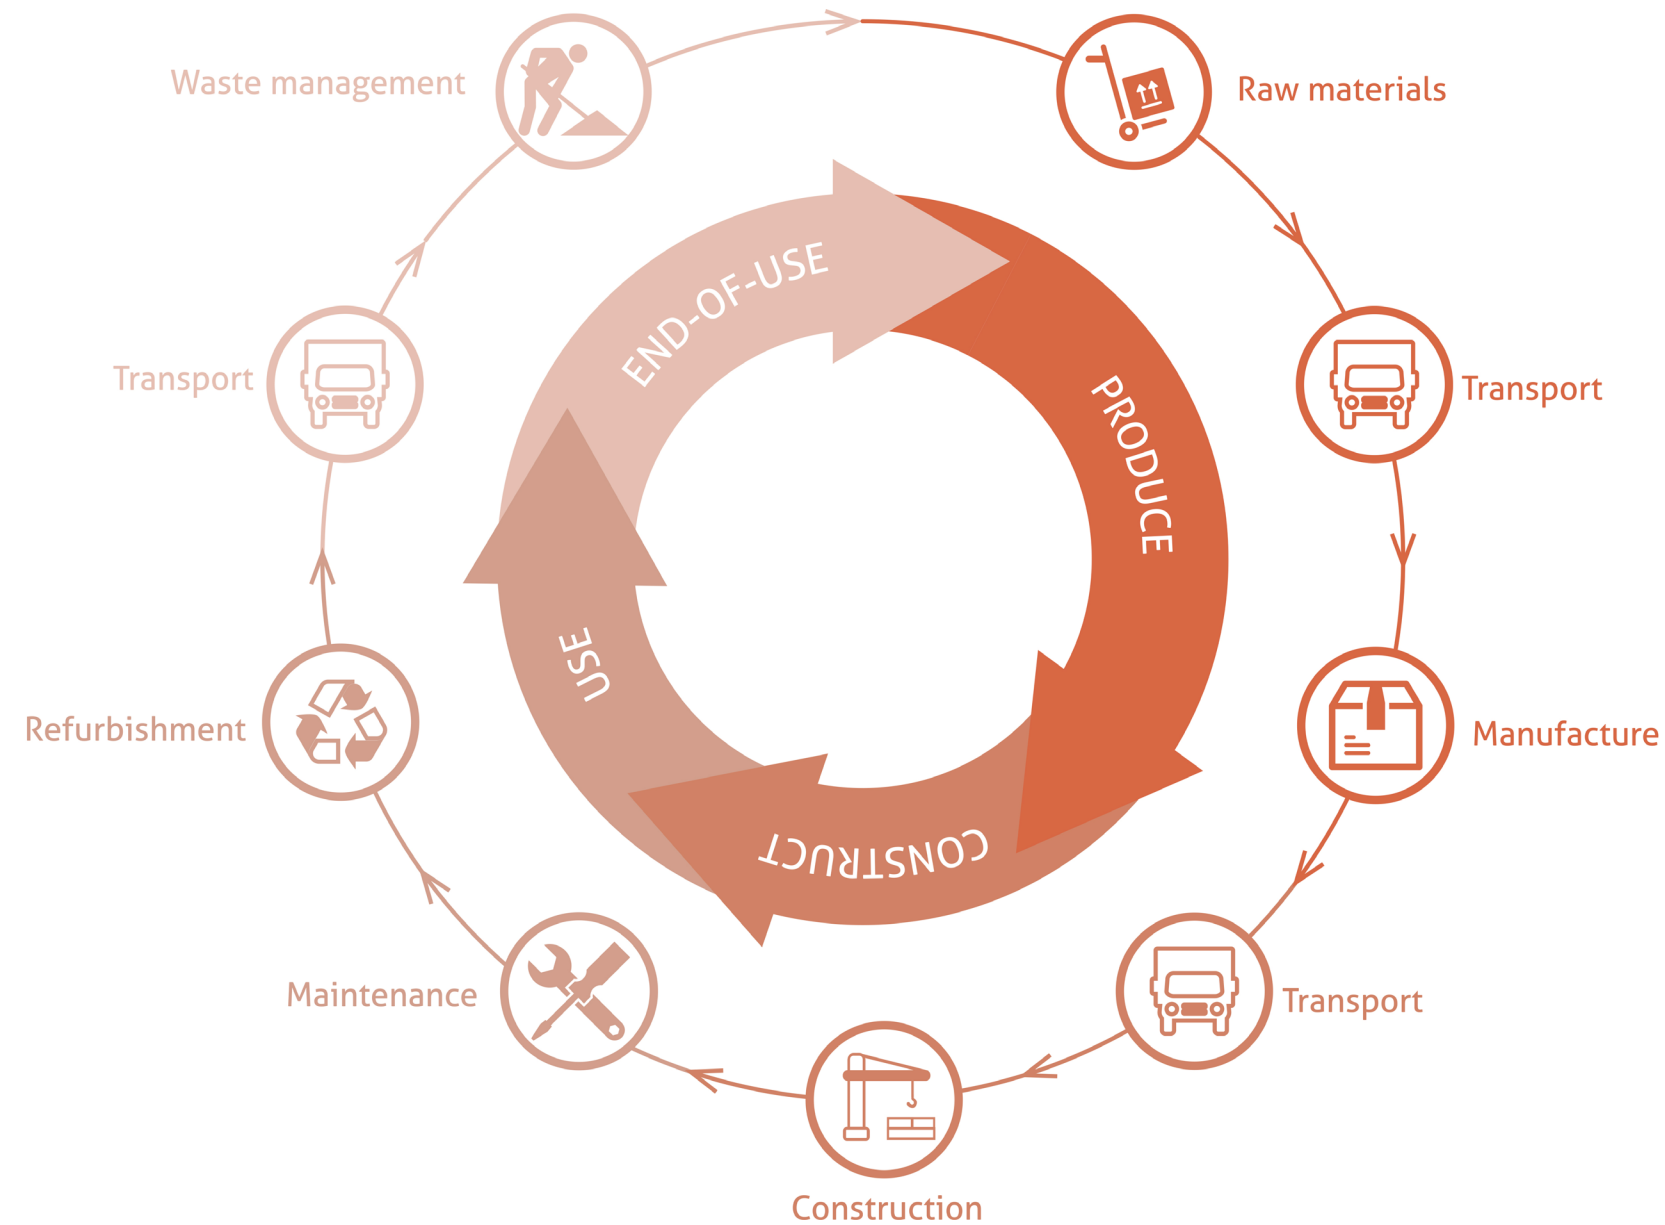 Waste management
Raw materials
END-OF-USE
Transport
Transport
PRODUCE
USE
Refurbishment
Manufacture
CONSTRUCT
Maintenance
Transport
Construction